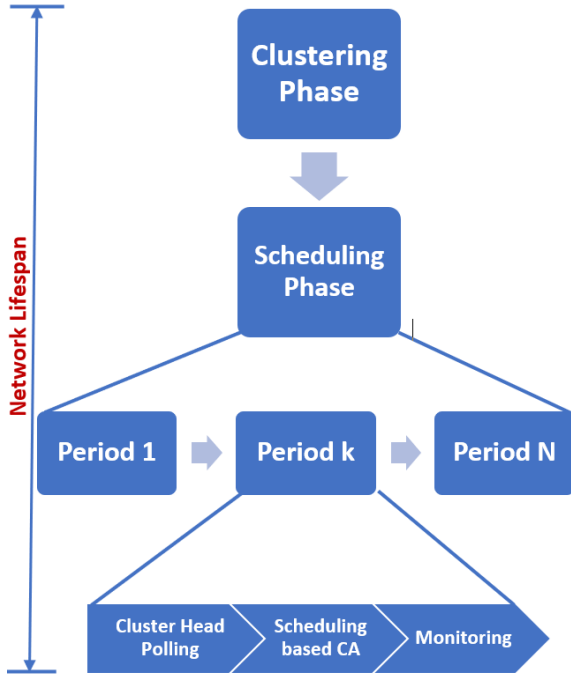 Clustering
Phase
Scheduling
Phase
Network Lifespan
Period 1
Period k
Period N
Cluster Head
Polling
Scheduling
based CA
Monitoring